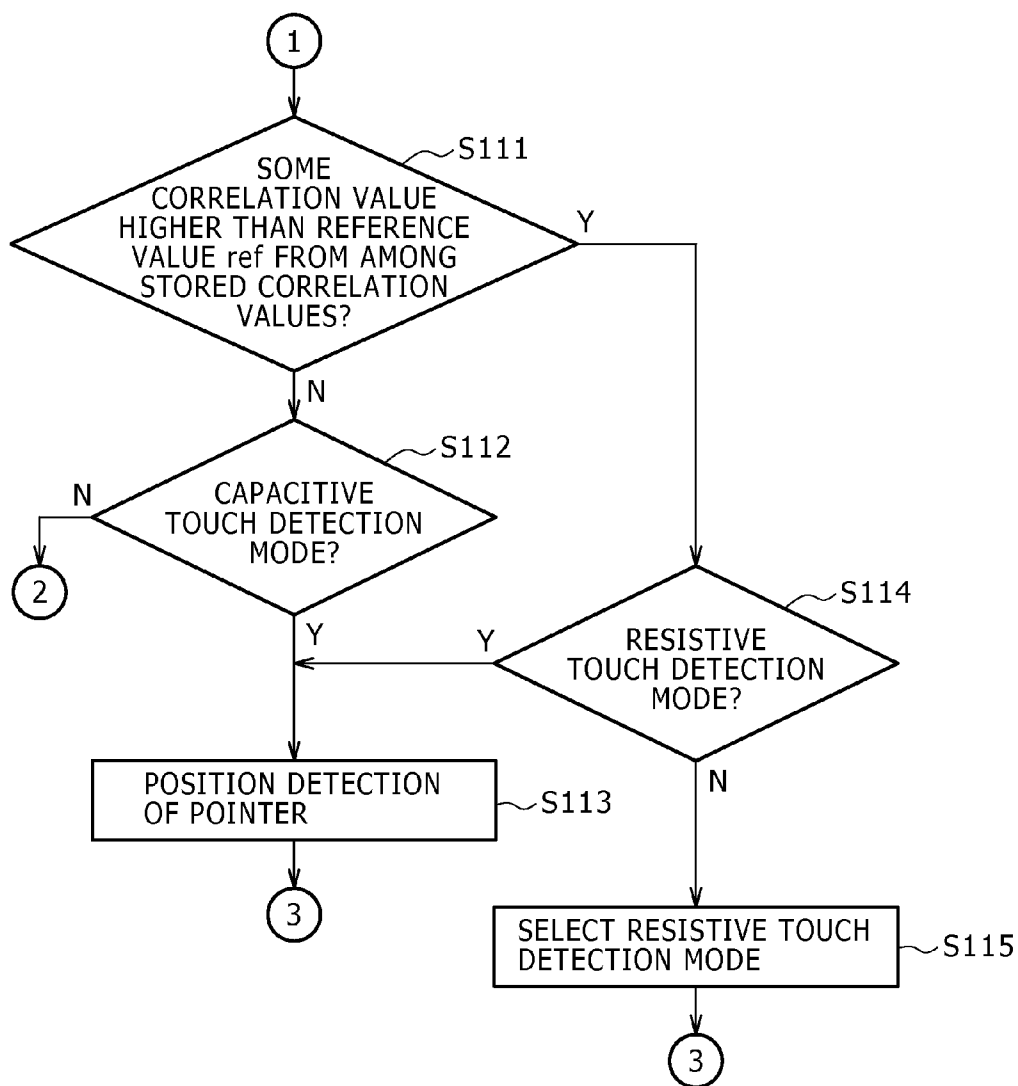 1
S111
SOME
CORRELATION VALUE
HIGHER THAN REFERENCE
VALUE ref FROM AMONG
STORED CORRELATION
VALUES?
Y
N
S112
CAPACITIVE
TOUCH DETECTION
MODE?
N
2
Y
S114
RESISTIVE
TOUCH DETECTION
MODE?
Y
N
POSITION DETECTION
OF POINTER
S113
3
SELECT RESISTIVE TOUCH
DETECTION MODE
S115
3